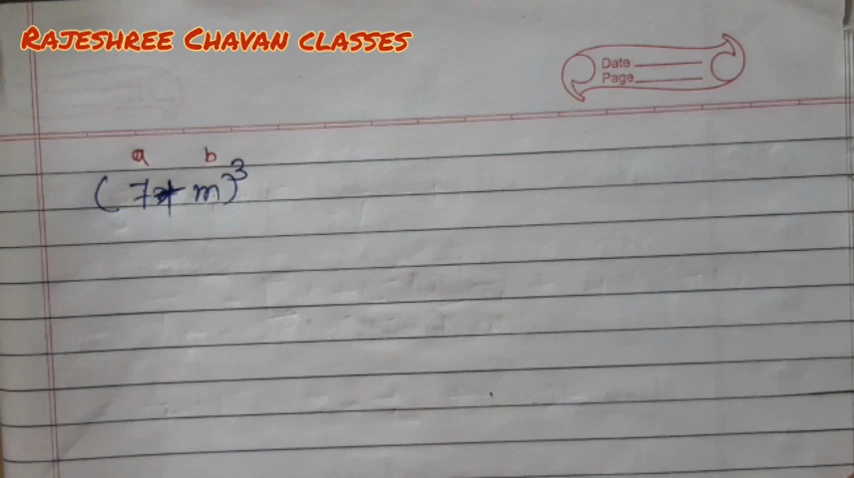 RAJESHREE CHAVAN CLASSES
Date
Page
a b
(7+ m)³